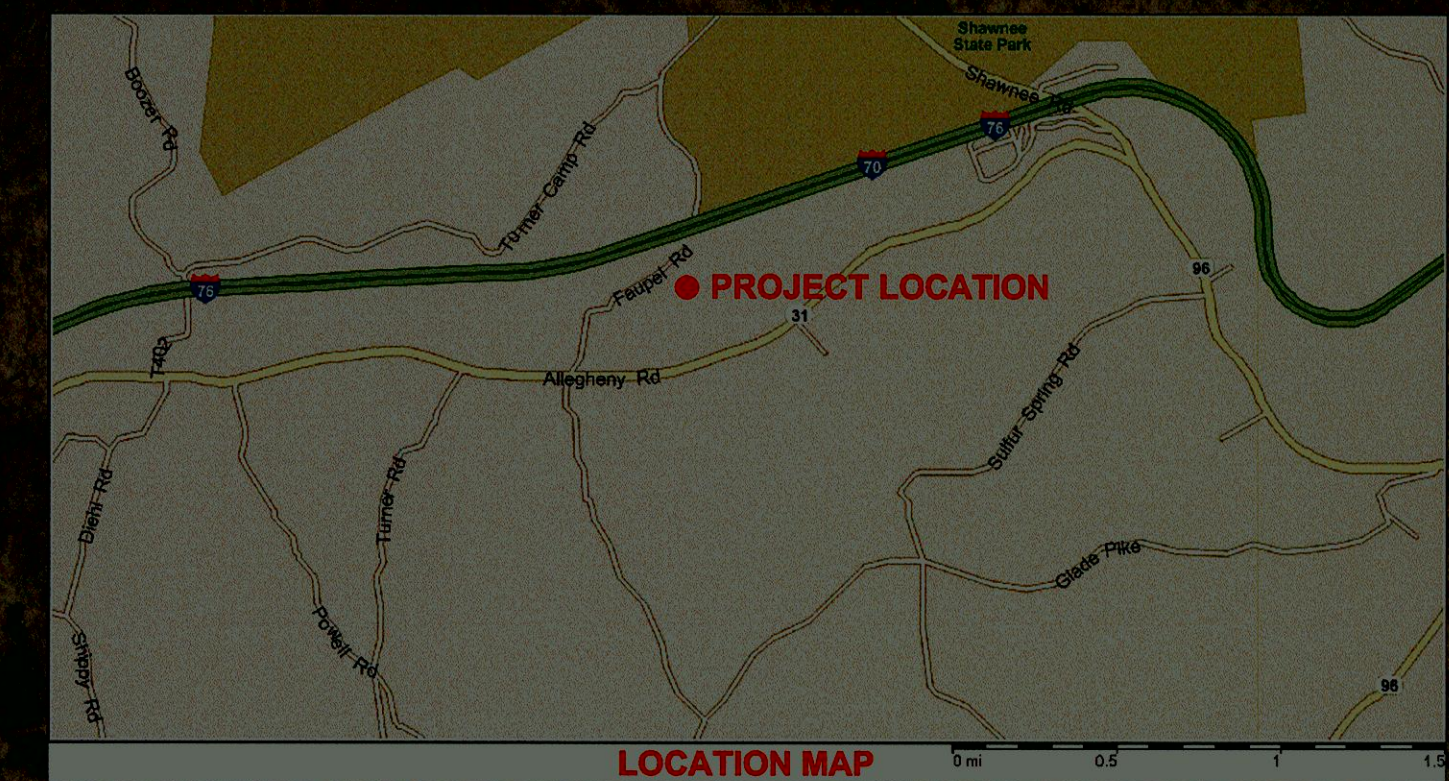 Shawnee
State Park
Boozer Rd
Shawnee Rd
76
Turner Camp Rd
70
Faupel Rd
PROJECT LOCATION
96
76
31
T402
Allegheny Rd
Sulfur Spring Rd
Diehl Rd
Turner Rd
Glade Pike
Powell Rd
Shippy Rd
96
LOCATION MAP
0 mi
0.5
1
1.5